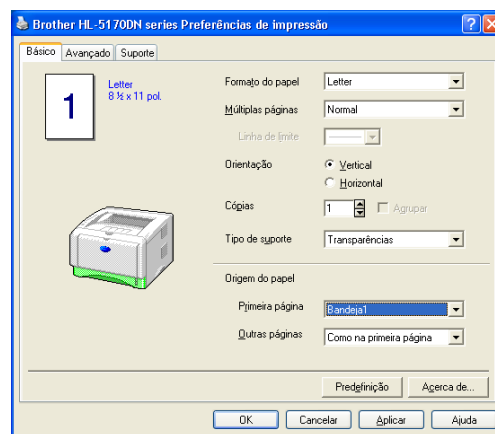 Brother HL-5170DN series Preferências de impressão
Básico Avançado Suporte
1
Letter
8 ½ x 11 pol.
Formato do papel Letter
Múltiplas páginas Normal
Linha de limite
Orientação Vertical
Horizontal
Cópias 1 Agrupar
Tipo de suporte Transparências
Origem do papel
Primeira página Bandeja1
Outras páginas Como na primeira página
Predefinição Acerca de...
OK Cancelar Aplicar Ajuda